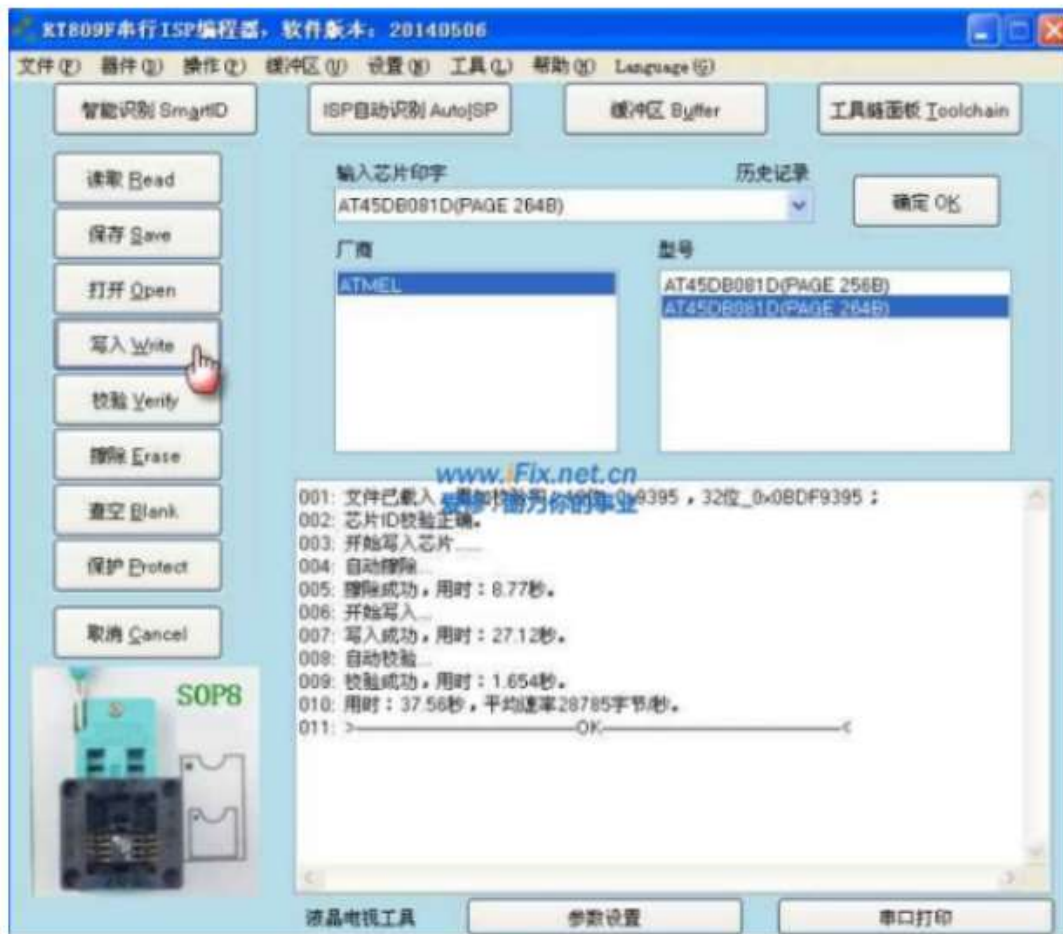 RT809F串行ISP编程器，软件版本：20140506
文件(F) 器件(D) 操作(P) 缓冲区(U) 设置(W) 工具(L) 帮助(H) Language(G)
智能识别 SmartID
ISP自动识别 AutoISP
缓冲区 Buffer
工具链面板 Toolchain
读取 Read
保存 Save
打开 Open
写入 Write
校验 Verify
擦除 Erase
查空 Blank
保护 Protect
取消 Cancel
SOP8
输入芯片印字
历史记录
AT45DB081D(PAGE 264B)
确定 OK
厂商
型号
ATMEL
AT45DB081D(PAGE 256B)
AT45DB081D(PAGE 264B)
www.iFix.net.cn
001: 文件已载入，0x9395，32位_0x0BDF9395；
002: 芯片ID校验正确。
003: 开始写入芯片......
004: 自动擦除...
005: 擦除成功，用时：8.77秒。
006: 开始写入...
007: 写入成功，用时：27.12秒。
008: 自动校验...
009: 校验成功，用时：1.654秒。
010: 用时：37.56秒，平均速率28785字节/秒。
011: >————————OK————————<
液晶电视工具
参数设置
串口打印